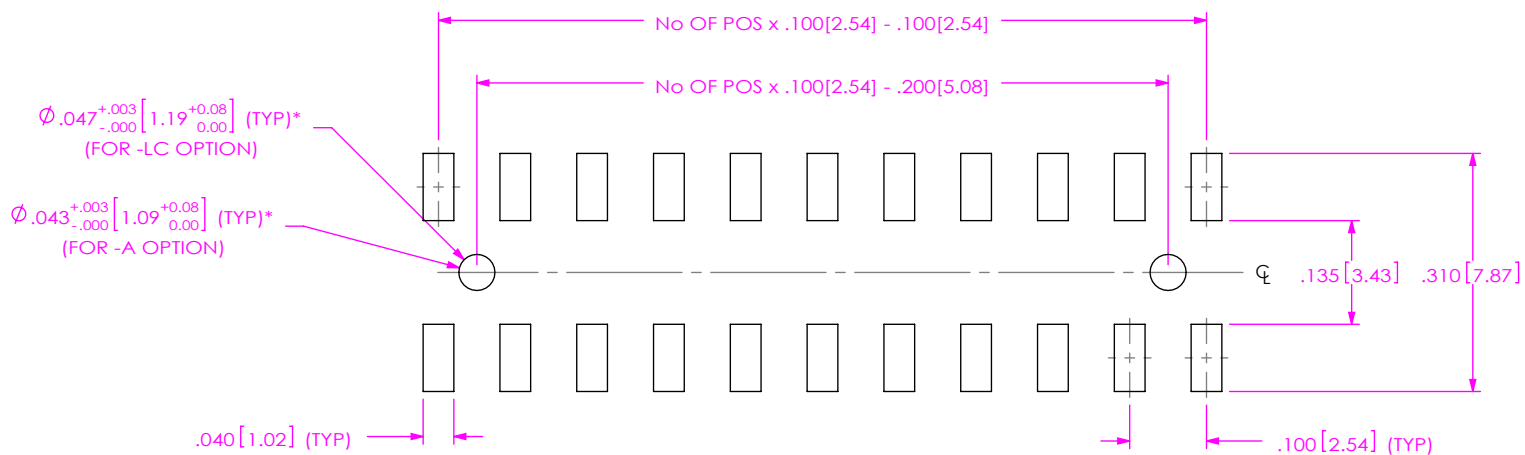 No OF POS x .100[2.54] - .100[2.54]
No OF POS x .100[2.54] - .200[5.08]
Ø.047 +.003 -.000 [1.19 +0.08 0.00] (TYP)*
(FOR -LC OPTION)
Ø.043 +.003 -.000 [1.09 +0.08 0.00] (TYP)*
(FOR -A OPTION)
℄
.135[3.43]
.310[7.87]
.040[1.02] (TYP)
.100[2.54] (TYP)